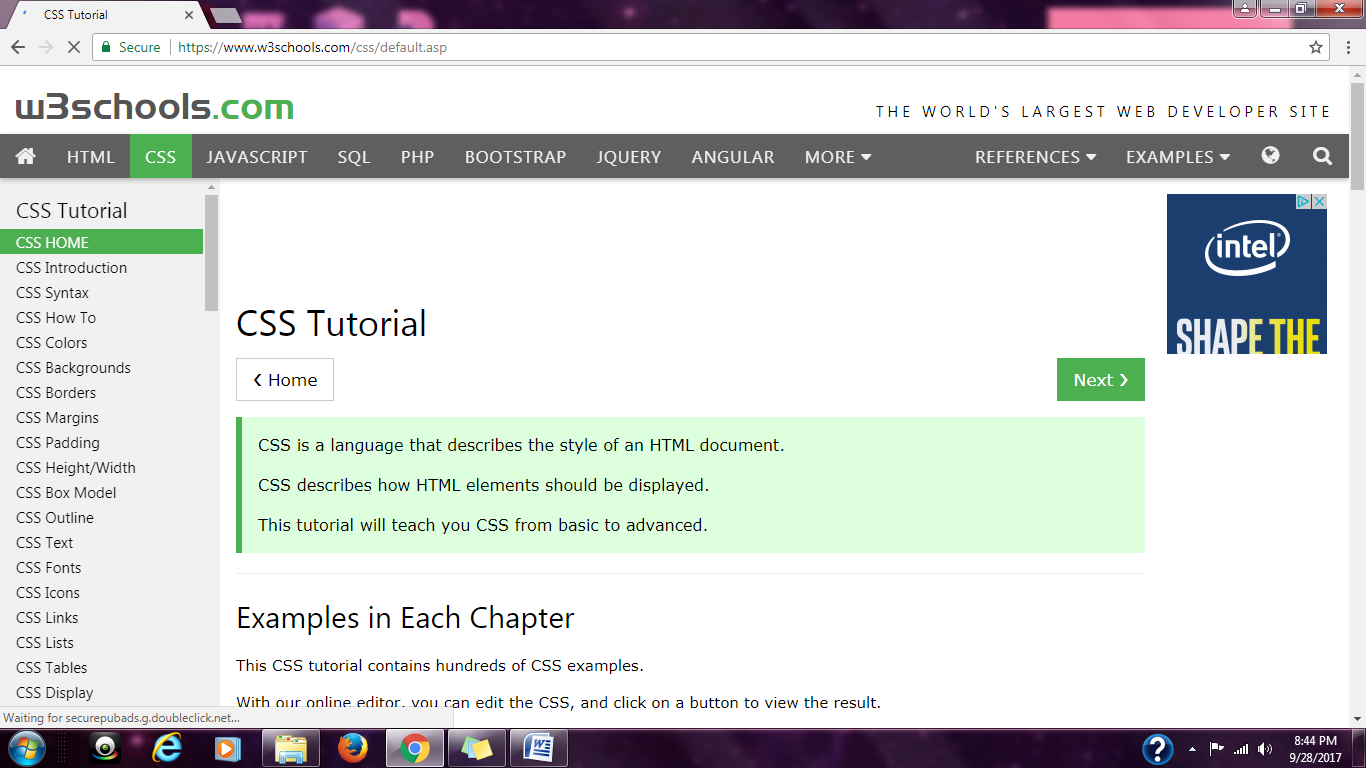 CSS Tutorial
Secure https://www.w3schools.com/css/default.asp
w3schools.com
THE WORLD'S LARGEST WEB DEVELOPER SITE
HTML CSS JAVASCRIPT SQL PHP BOOTSTRAP JQUERY ANGULAR MORE REFERENCES EXAMPLES
CSS Tutorial
CSS HOME
CSS Introduction
CSS Syntax
CSS How To
CSS Colors
CSS Backgrounds
CSS Borders
CSS Margins
CSS Padding
CSS Height/Width
CSS Box Model
CSS Outline
CSS Text
CSS Fonts
CSS Icons
CSS Links
CSS Lists
CSS Tables
CSS Display
CSS Tutorial
❮ Home
Next ❯
CSS is a language that describes the style of an HTML document.
CSS describes how HTML elements should be displayed.
This tutorial will teach you CSS from basic to advanced.
Examples in Each Chapter
This CSS tutorial contains hundreds of CSS examples.
With our online editor, you can edit the CSS, and click on a button to view the result.
intel
SHAPE THE
Waiting for securepubads.g.doubleclick.net...
8:44 PM
9/28/2017